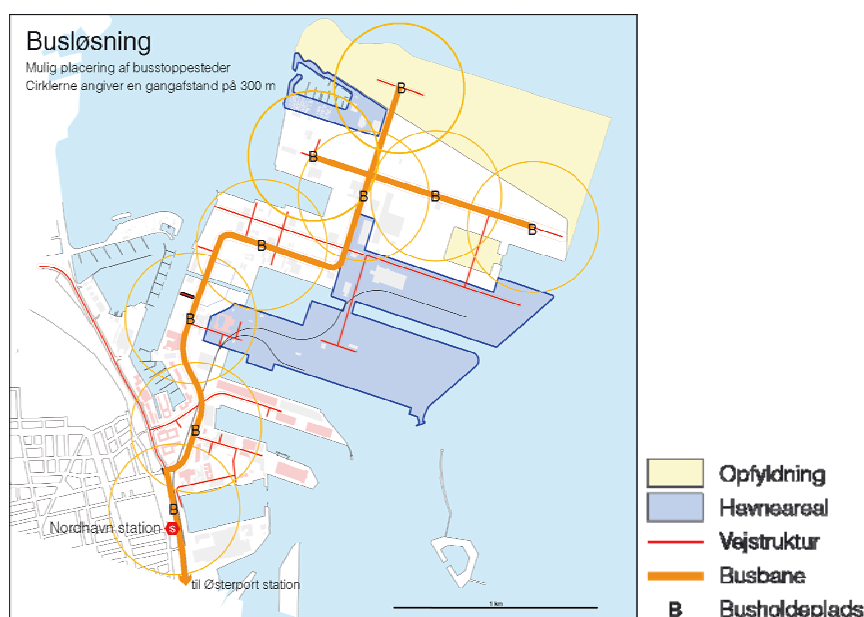 Busløsning
Mulig placering af busstoppesteder
Cirklerne angiver en gangafstand på 300 m
B
B
B
B
B
B
B
B
B
Nordhavn station S
til Østerport station
1 km
Opfyldning
Havneareal
Vejstruktur
Busbane
B Busholdeplads